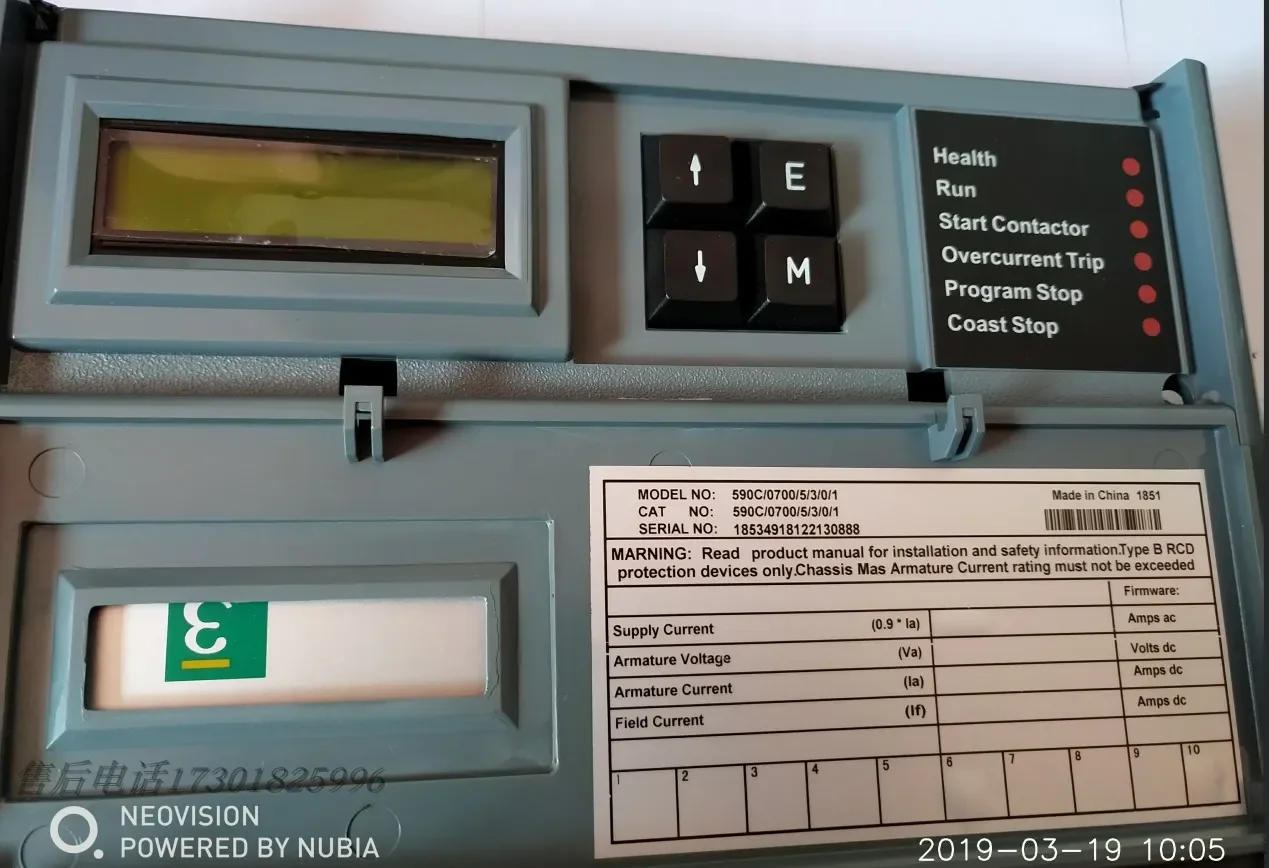 ↑ E
↓ M
Health
Run
Start Contactor
Overcurrent Trip
Program Stop
Coast Stop
MODEL NO: 590C/0700/5/3/0/1
CAT NO: 590C/0700/5/3/0/1
SERIAL NO: 18534918122130888
Made in China 1851
WARNING: Read product manual for installation and safety information.Type B RCD
protection devices only.Chassis Mas Armature Current rating must not be exceeded
Firmware:
Supply Current (0.9 * Ia) Amps ac
Armature Voltage (Va) Volts dc
Armature Current (Ia) Amps dc
Field Current (If) Amps dc
1 2 3 4 5 6 7 8 9 10
售后电话17301825996
NEOVISION
POWERED BY NUBIA
2019-03-19 10:05